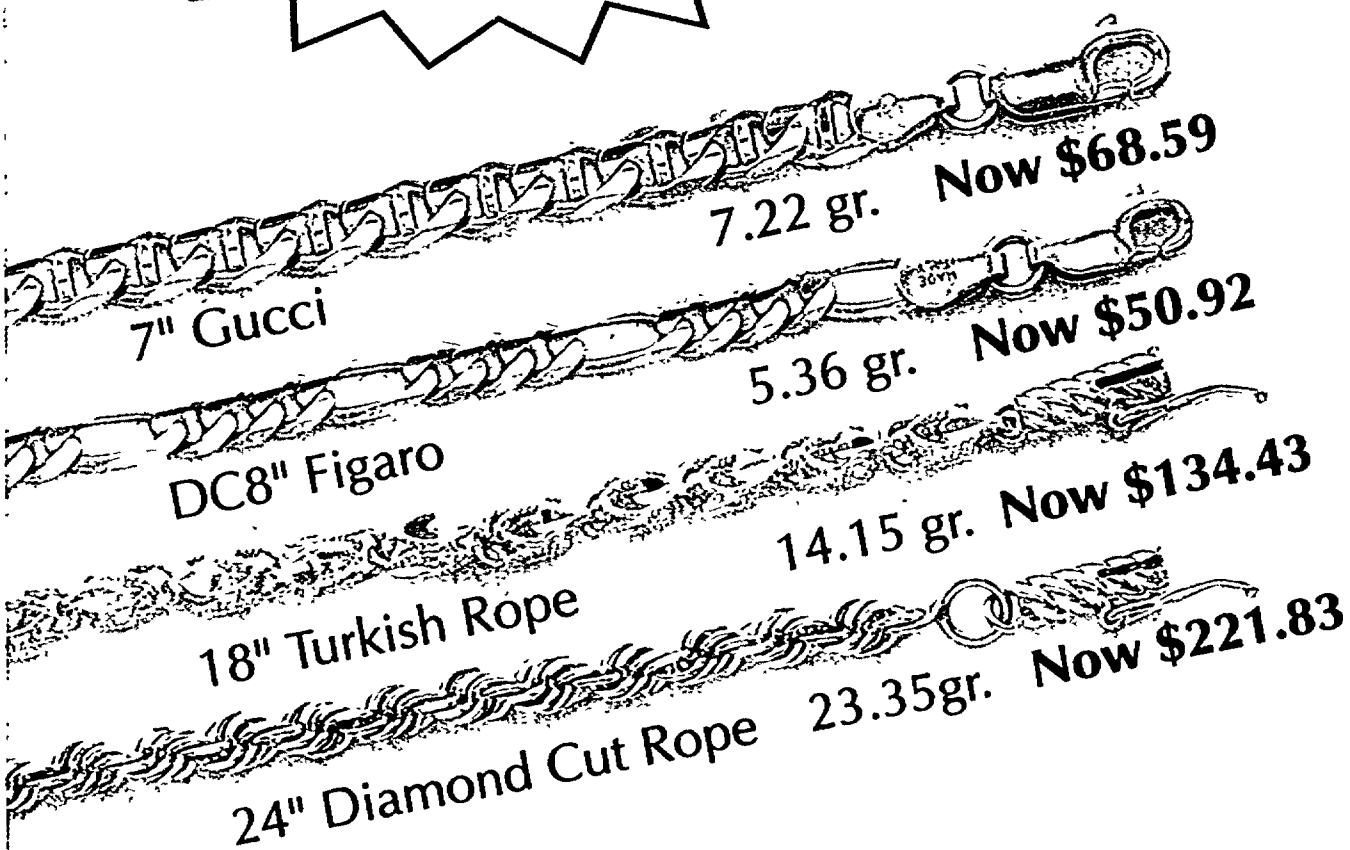 7" Gucci 7.22 gr. Now $68.59
DC8" Figaro 5.36 gr. Now $50.92
18" Turkish Rope 14.15 gr. Now $134.43
24" Diamond Cut Rope 23.35gr. Now $221.83